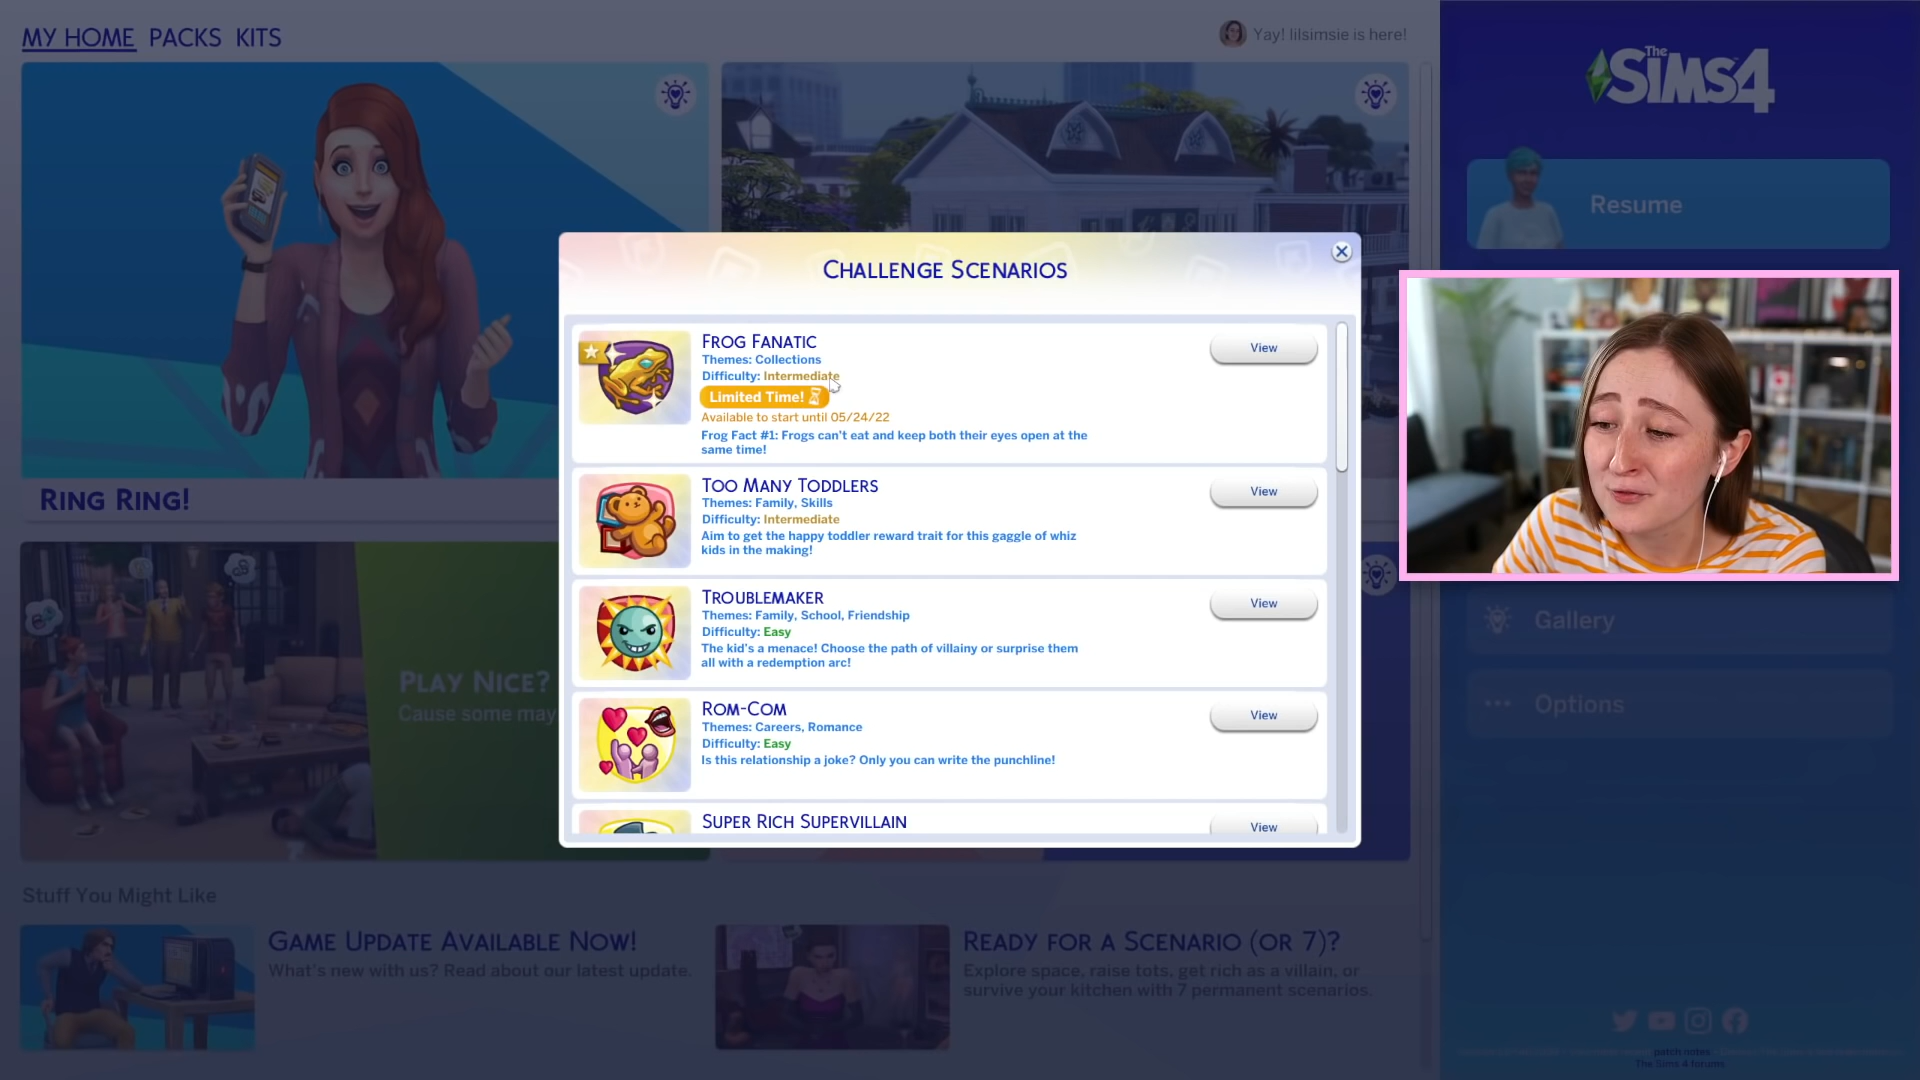 MY HOME PACKS KITS
Yay! lilsimsie is here!
The SIMS 4
Resume
CHALLENGE SCENARIOS
FROG FANATIC
Themes: Collections
Difficulty: Intermediate
Limited Time!
Available to start until 05/24/22
Frog Fact #1: Frogs can't eat and keep both their eyes open at the
same time!
View
TOO MANY TODDLERS
Themes: Family, Skills
Difficulty: Intermediate
Aim to get the happy toddler reward trait for this gaggle of whiz
kids in the making!
View
TROUBLEMAKER
Themes: Family, School, Friendship
Difficulty: Easy
The kid's a menace! Choose the path of villainy or surprise them
all with a redemption arc!
View
ROM-COM
Themes: Careers, Romance
Difficulty: Easy
Is this relationship a joke? Only you can write the punchline!
View
SUPER RICH SUPERVILLAIN
View
RING RING!
PLAY NICE?
Cause some may
Gallery
Options
Stuff You Might Like
GAME UPDATE AVAILABLE NOW!
What's new with us? Read about our latest update.
READY FOR A SCENARIO (OR 7)?
Explore space, raise tots, get rich as a villain, or
survive your kitchen with 7 permanent scenarios.
patch notes
The Sims 4 forums